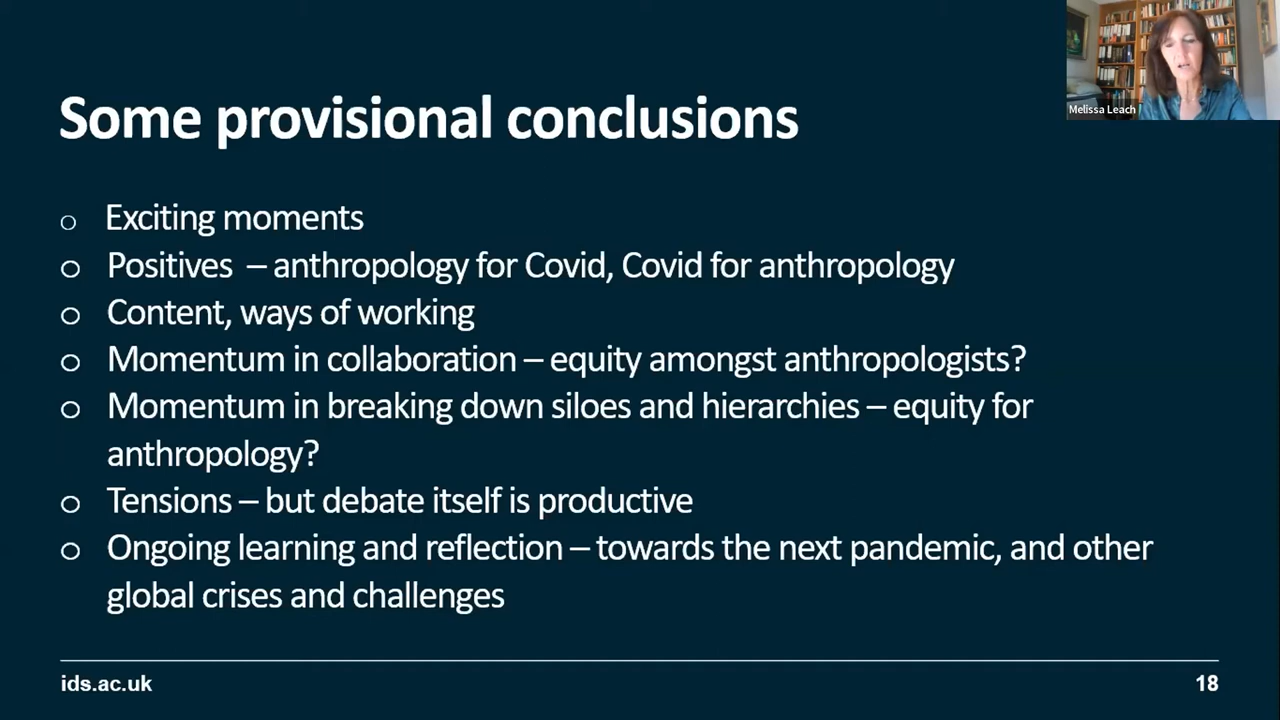 Melissa Leach
Some provisional conclusions
o Exciting moments
o Positives – anthropology for Covid, Covid for anthropology
o Content, ways of working
o Momentum in collaboration – equity amongst anthropologists?
o Momentum in breaking down siloes and hierarchies – equity for
anthropology?
o Tensions – but debate itself is productive
o Ongoing learning and reflection – towards the next pandemic, and other
global crises and challenges
ids.ac.uk
18